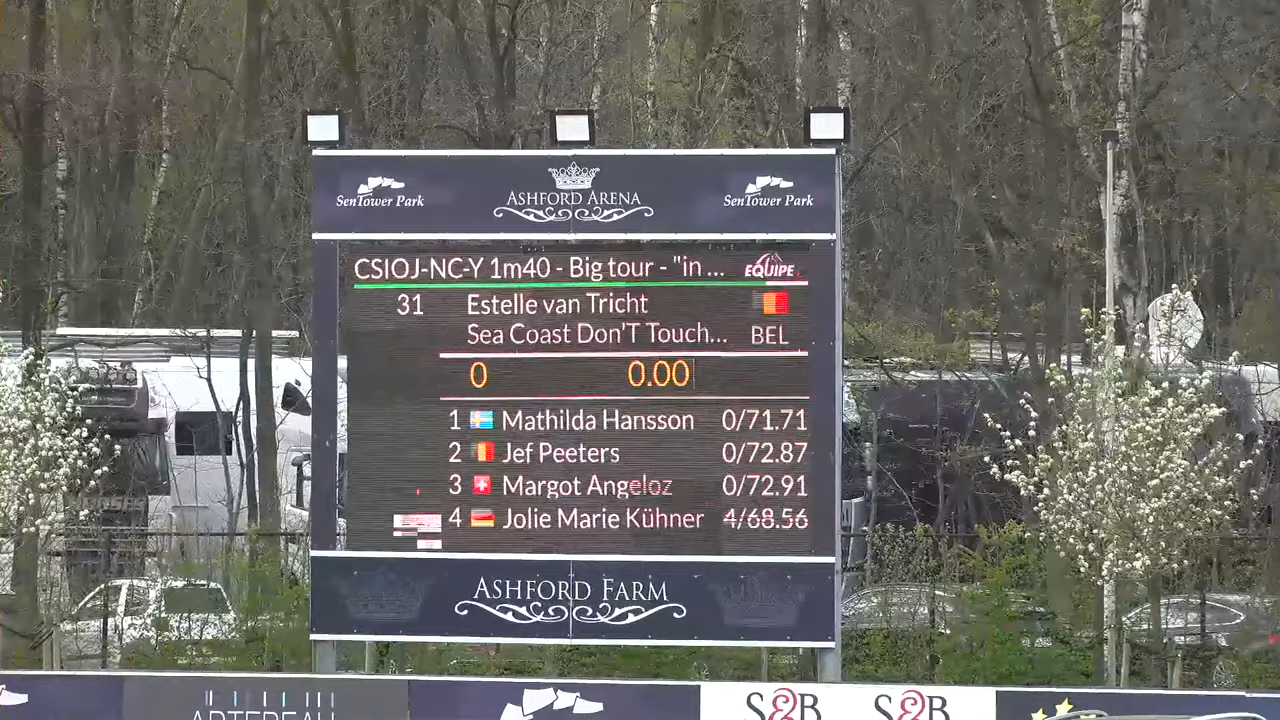 SenTower Park
Ashford Arena
SenTower Park
CSIOJ-NC-Y 1m40 - Big tour - "in ...
EQUIPE
31 Estelle van Tricht
Sea Coast Don'T Touch... BEL
0 0.00
1 Mathilda Hansson 0/71.71
2 Jef Peeters 0/72.87
3 Margot Angeloz 0/72.91
4 Jolie Marie Kühner 4/68.56
Ashford Farm
S&B S&B